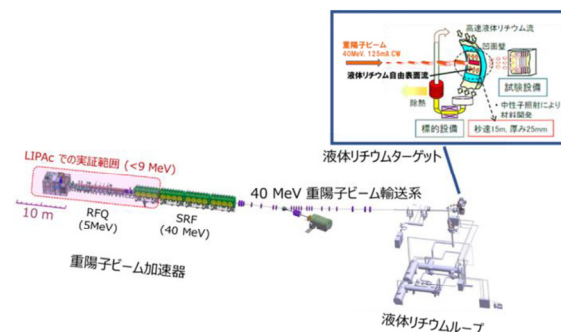 高速液体リチウム流
重陽子ビーム
40MeV, 125mA CW
凹面壁
液体リチウム自由表面流
試験設備
除熱
・中性子照射により
材料開発
標的設備
秒速15m, 厚み25mm
液体リチウムターゲット
LIPAc での実証範囲 (<9 MeV)
40 MeV 重陽子ビーム輸送系
10 m
RFQ
(5MeV)
SRF
(40 MeV)
重陽子ビーム加速器
液体リチウムループ